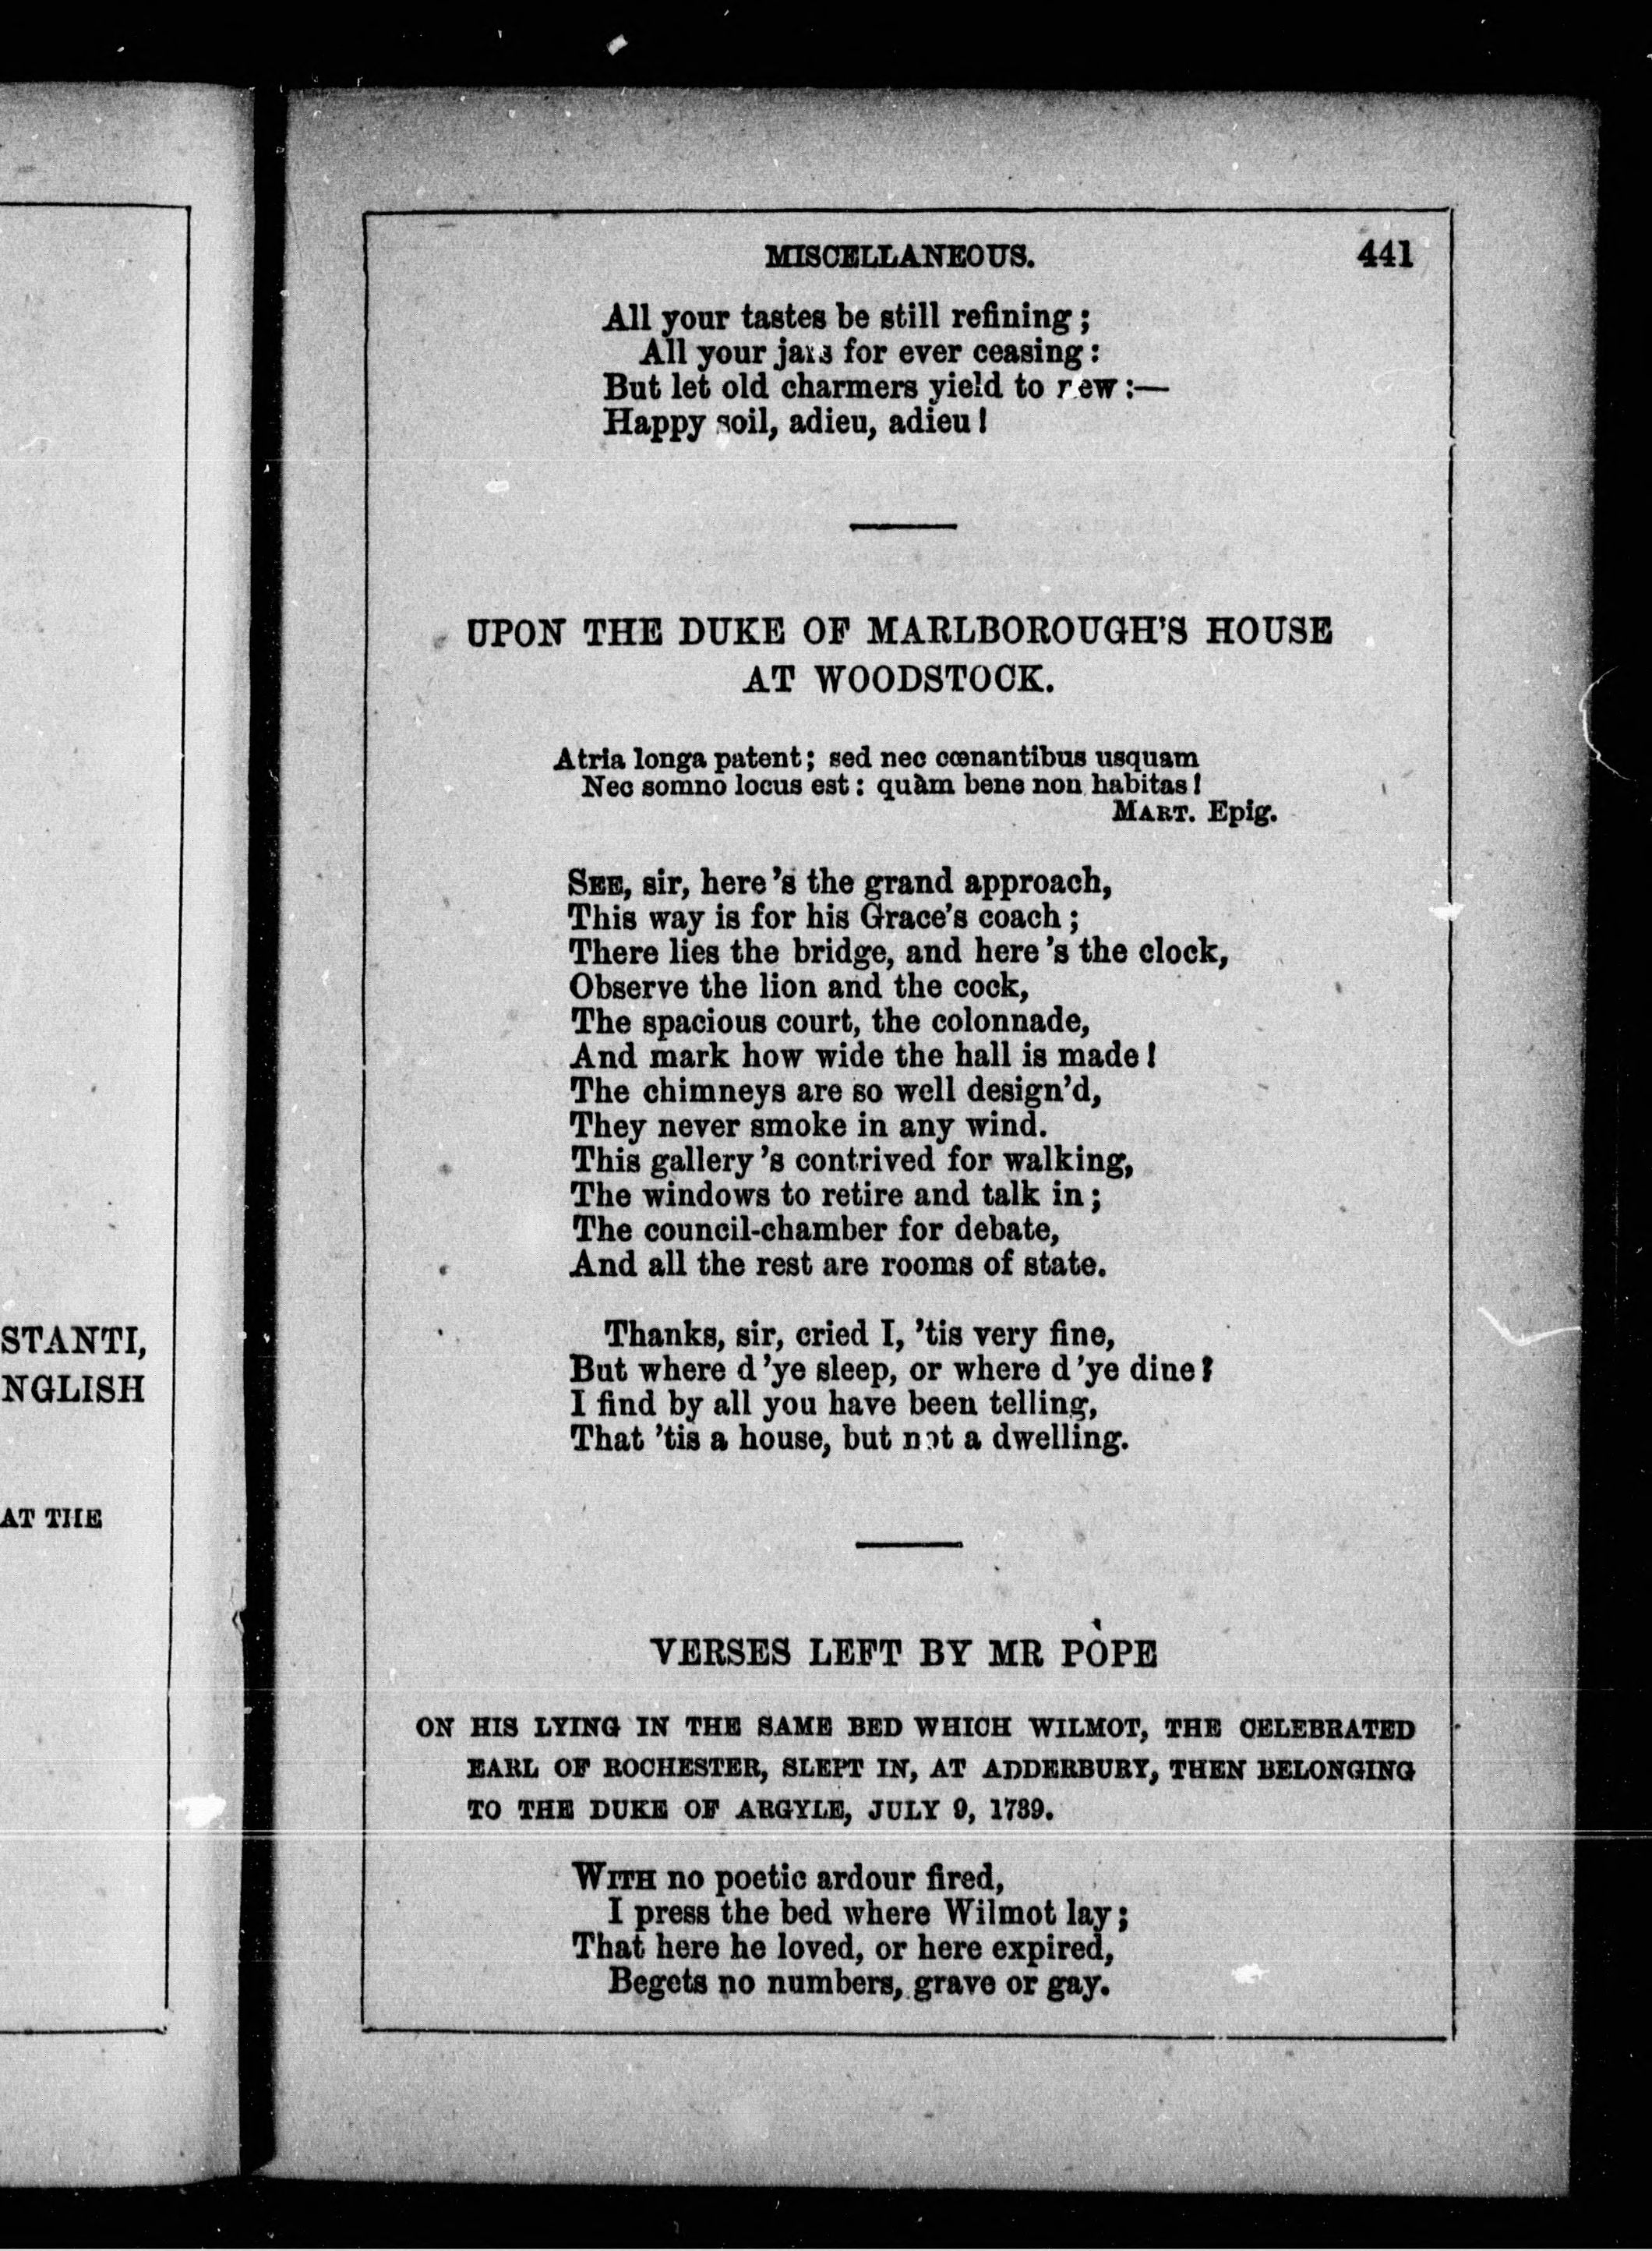 STANTI,
NGLISH
AT THE
MISCELLANEOUS. 441
All your tastes be still refining;
All your jars for ever ceasing:
But let old charmers yield to new:—
Happy soil, adieu, adieu!
UPON THE DUKE OF MARLBOROUGH'S HOUSE
AT WOODSTOCK.
Atria longa patent; sed nec cœnantibus usquam
Nec somno locus est: quàm bene non habitas!
MART. Epig.
SEE, sir, here's the grand approach,
This way is for his Grace's coach;
There lies the bridge, and here's the clock,
Observe the lion and the cock,
The spacious court, the colonnade,
And mark how wide the hall is made!
The chimneys are so well design'd,
They never smoke in any wind.
This gallery's contrived for walking,
The windows to retire and talk in;
The council-chamber for debate,
And all the rest are rooms of state.
Thanks, sir, cried I, 'tis very fine,
But where d'ye sleep, or where d'ye dine?
I find by all you have been telling,
That 'tis a house, but not a dwelling.
VERSES LEFT BY MR POPE
ON HIS LYING IN THE SAME BED WHICH WILMOT, THE CELEBRATED
EARL OF ROCHESTER, SLEPT IN, AT ADDERBURY, THEN BELONGING
TO THE DUKE OF ARGYLE, JULY 9, 1739.
WITH no poetic ardour fired,
I press the bed where Wilmot lay;
That here he loved, or here expired,
Begets no numbers, grave or gay.